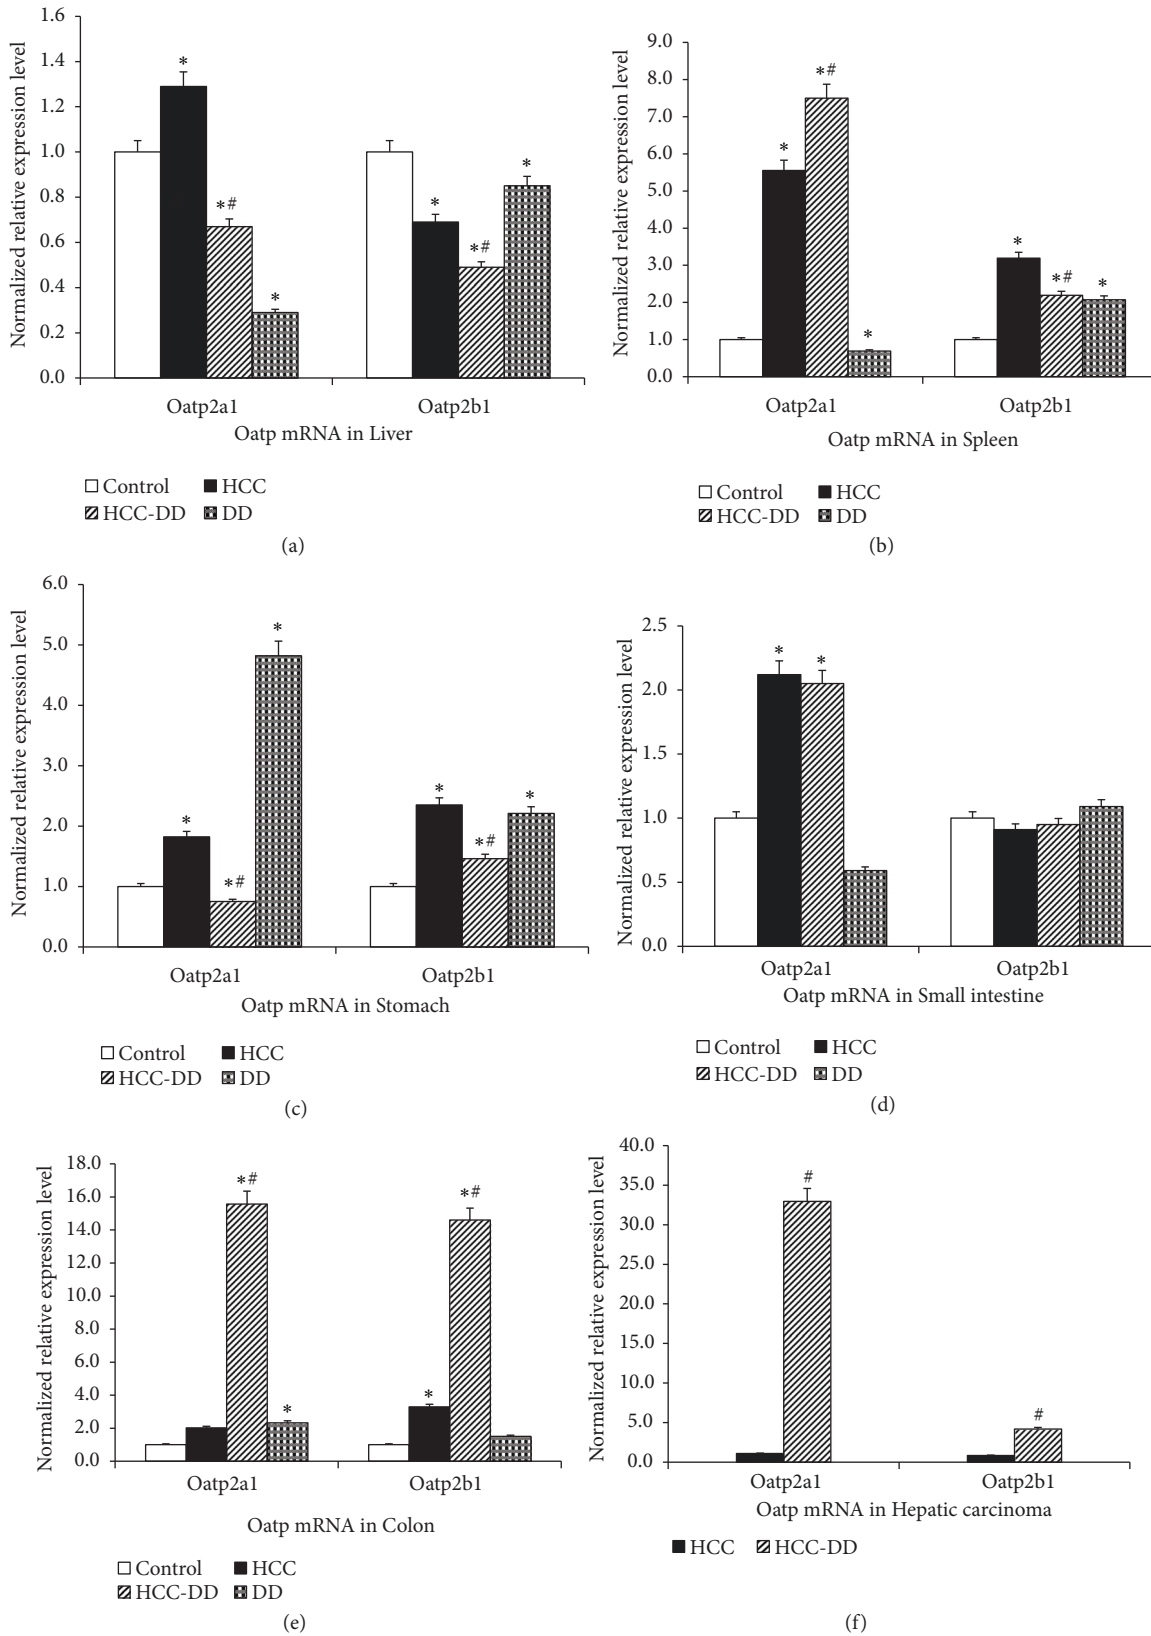 Normalized relative expression level
1.6
1.4
1.2
1.0
0.8
0.6
0.4
0.2
0.0
*
*#
*
*
*#
*
Oatp2a1 Oatp2b1
Oatp mRNA in Liver
Control HCC
HCC-DD DD
(a)
Normalized relative expression level
9.0
8.0
7.0
6.0
5.0
4.0
3.0
2.0
1.0
0.0
*
*#
*
*
*#
*
Oatp2a1 Oatp2b1
Oatp mRNA in Spleen
Control HCC
HCC-DD DD
(b)
Normalized relative expression level
6.0
5.0
4.0
3.0
2.0
1.0
0.0
*
*#
*
*
*#
*
Oatp2a1 Oatp2b1
Oatp mRNA in Stomach
Control HCC
HCC-DD DD
(c)
Normalized relative expression level
2.5
2.0
1.5
1.0
0.5
0.0
*
*
Oatp2a1 Oatp2b1
Oatp mRNA in Small intestine
Control HCC
HCC-DD DD
(d)
Normalized relative expression level
18.0
16.0
14.0
12.0
10.0
8.0
6.0
4.0
2.0
0.0
*#
*
*
*#
Oatp2a1 Oatp2b1
Oatp mRNA in Colon
Control HCC
HCC-DD DD
(e)
Normalized relative expression level
40.0
35.0
30.0
25.0
20.0
15.0
10.0
5.0
0.0
#
#
Oatp2a1 Oatp2b1
Oatp mRNA in Hepatic carcinoma
HCC HCC-DD
(f)